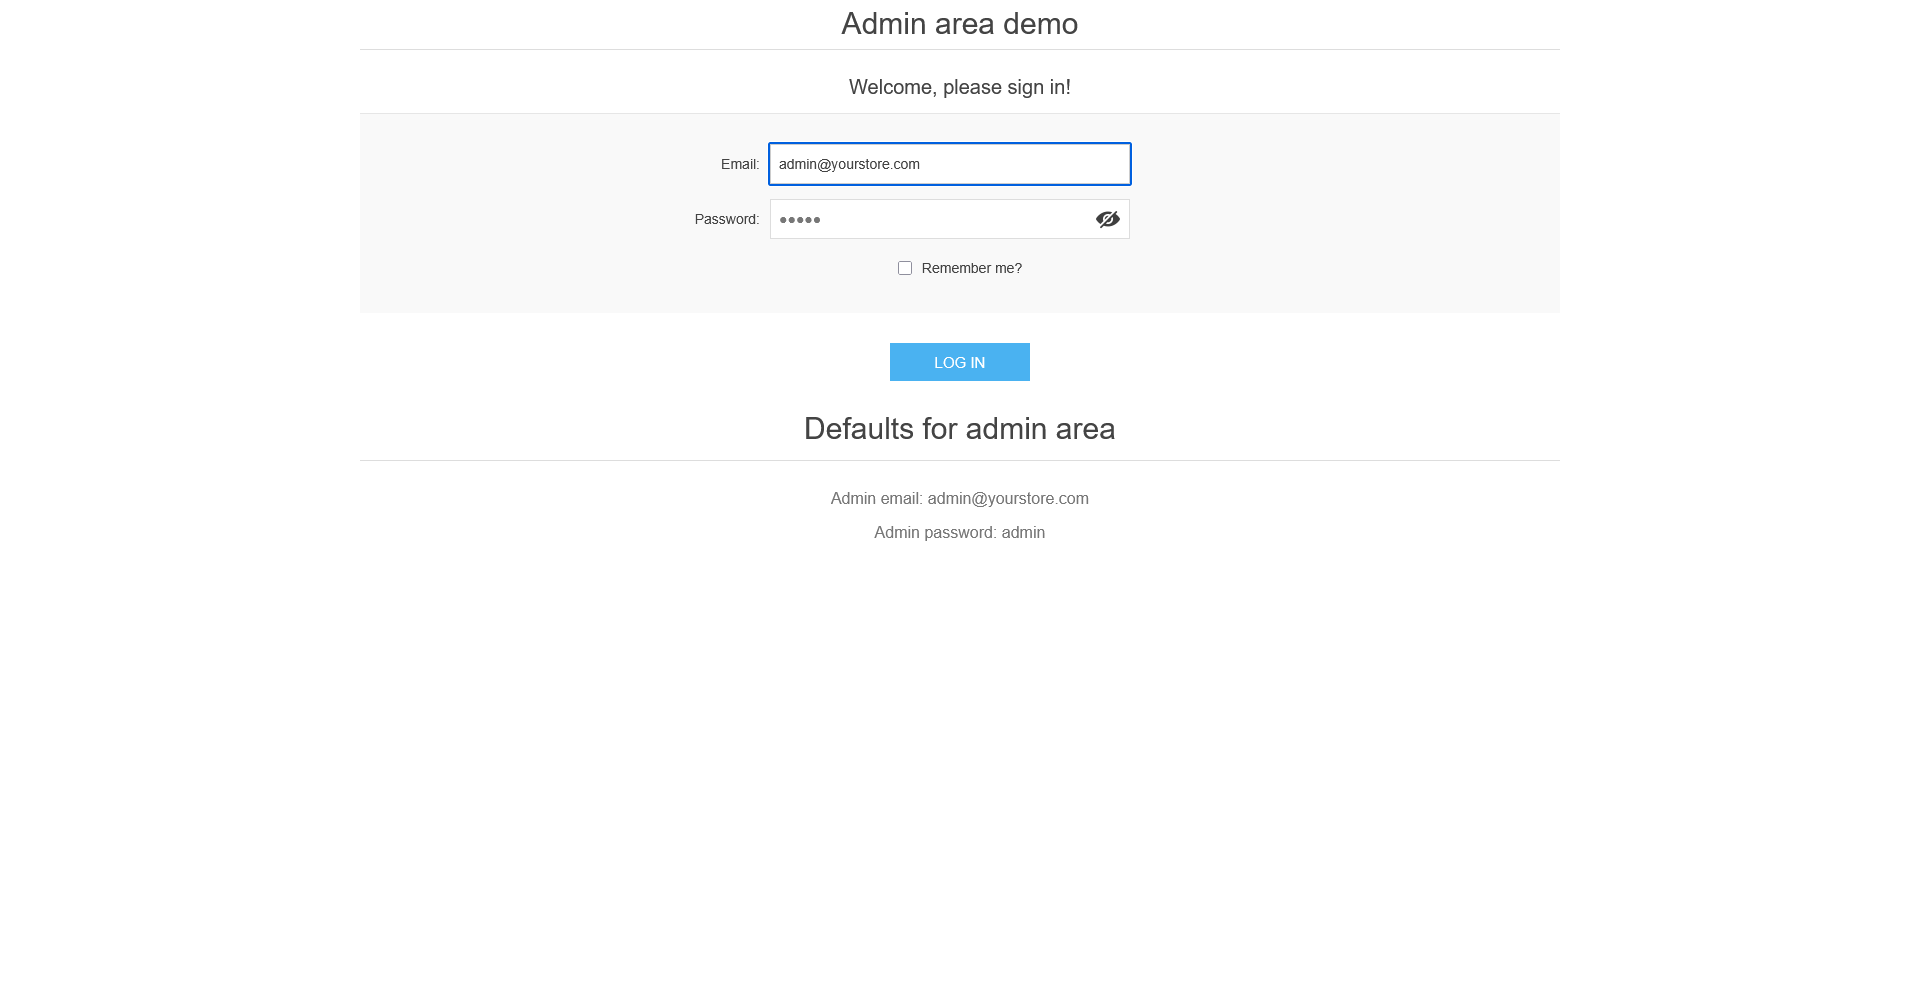 Admin area demo
Welcome, please sign in!
Email: admin@yourstore.com
Password: •••••
Remember me?
LOG IN
Defaults for admin area
Admin email: admin@yourstore.com
Admin password: admin